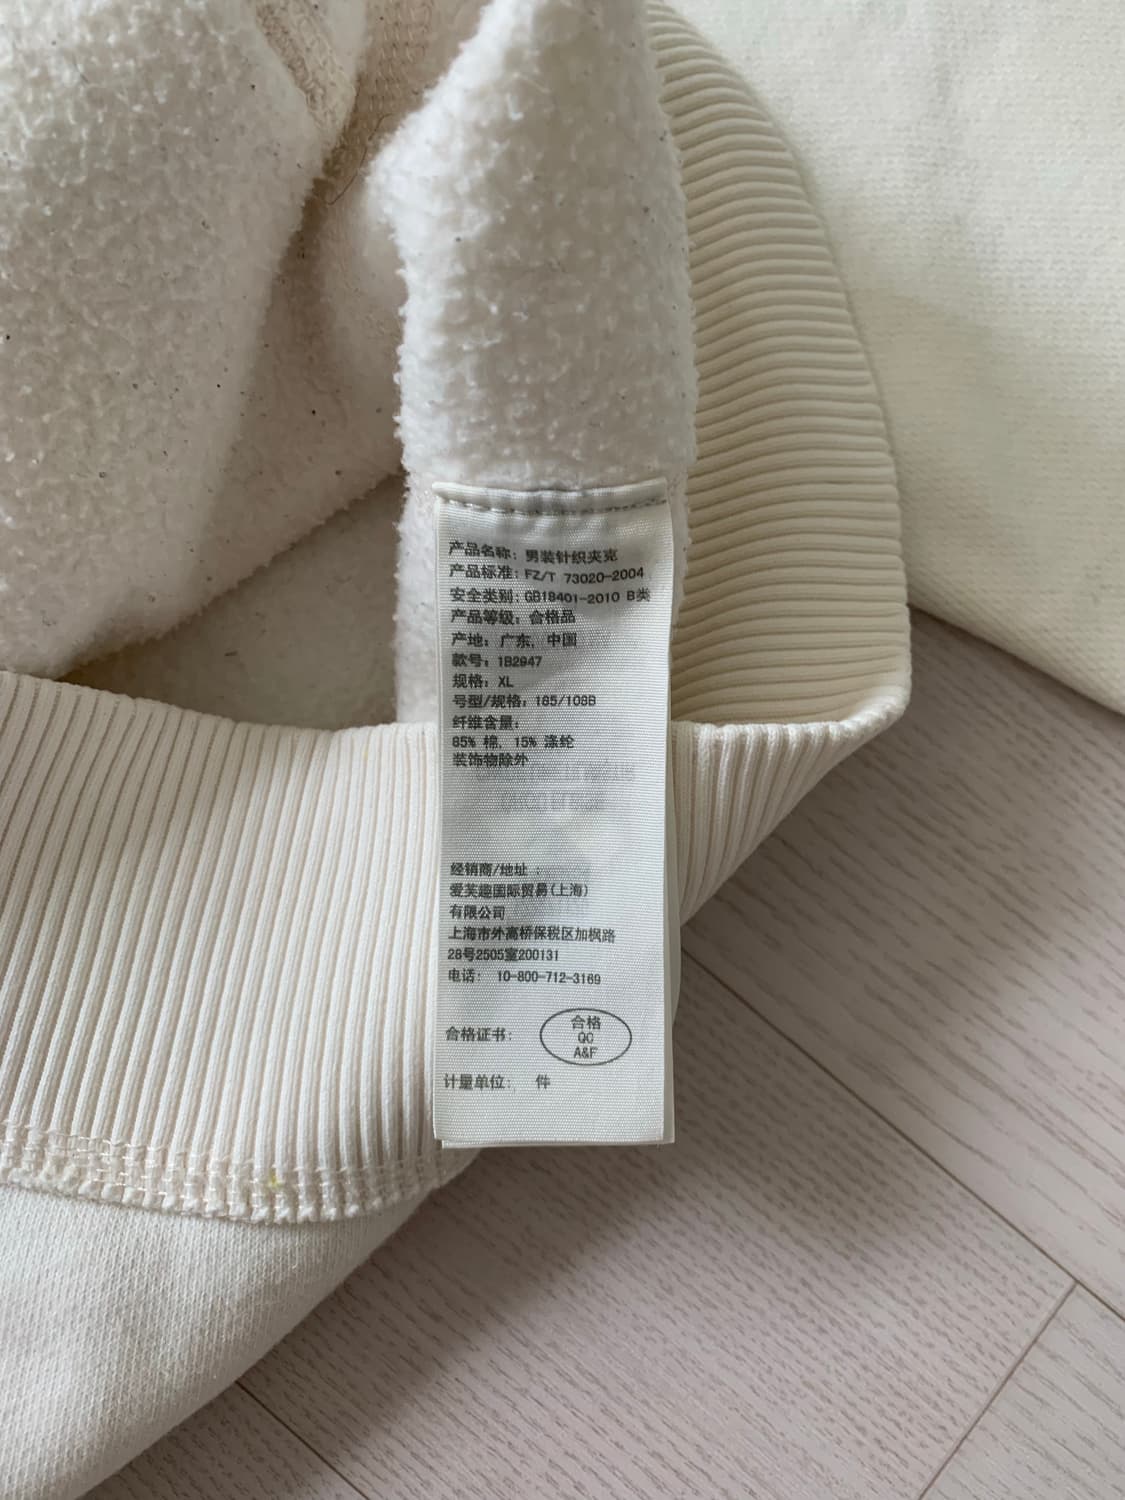 产品名称: 男装针织夹克
产品标准: FZ/T 73020-2004
安全类别: GB18401-2010 B类
产品等级: 合格品
产地: 广东, 中国
款号: 1B2947
规格: XL
号型/规格: 185/108B
纤维含量:
85% 棉, 15% 涤纶
装饰物除外
经销商/地址 :
爱芙趣国际贸易(上海)
有限公司
上海市外高桥保税区加枫路
28号2505室200131
电话: 10-800-712-3169
合格证书:
合格
QC
A&F
计量单位: 件